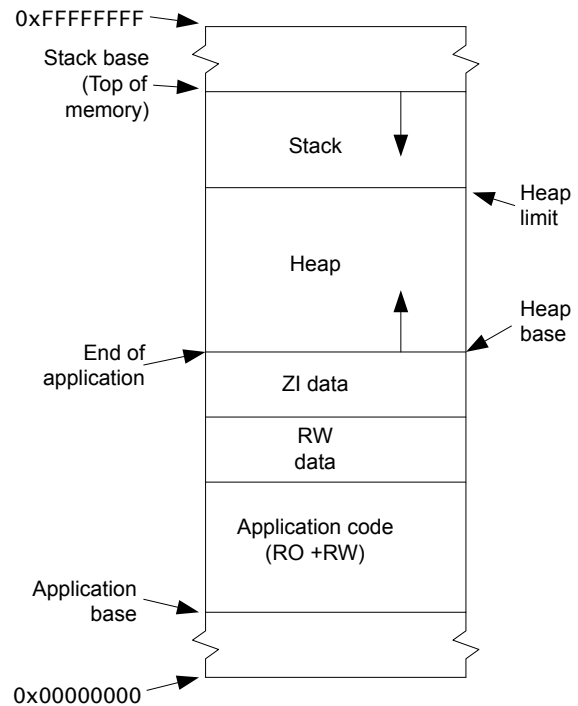 0xFFFFFFFF
Stack base
(Top of
memory)
Stack
Heap
limit
Heap
Heap
base
End of
application
ZI data
RW
data
Application code
(RO +RW)
Application
base
0x00000000